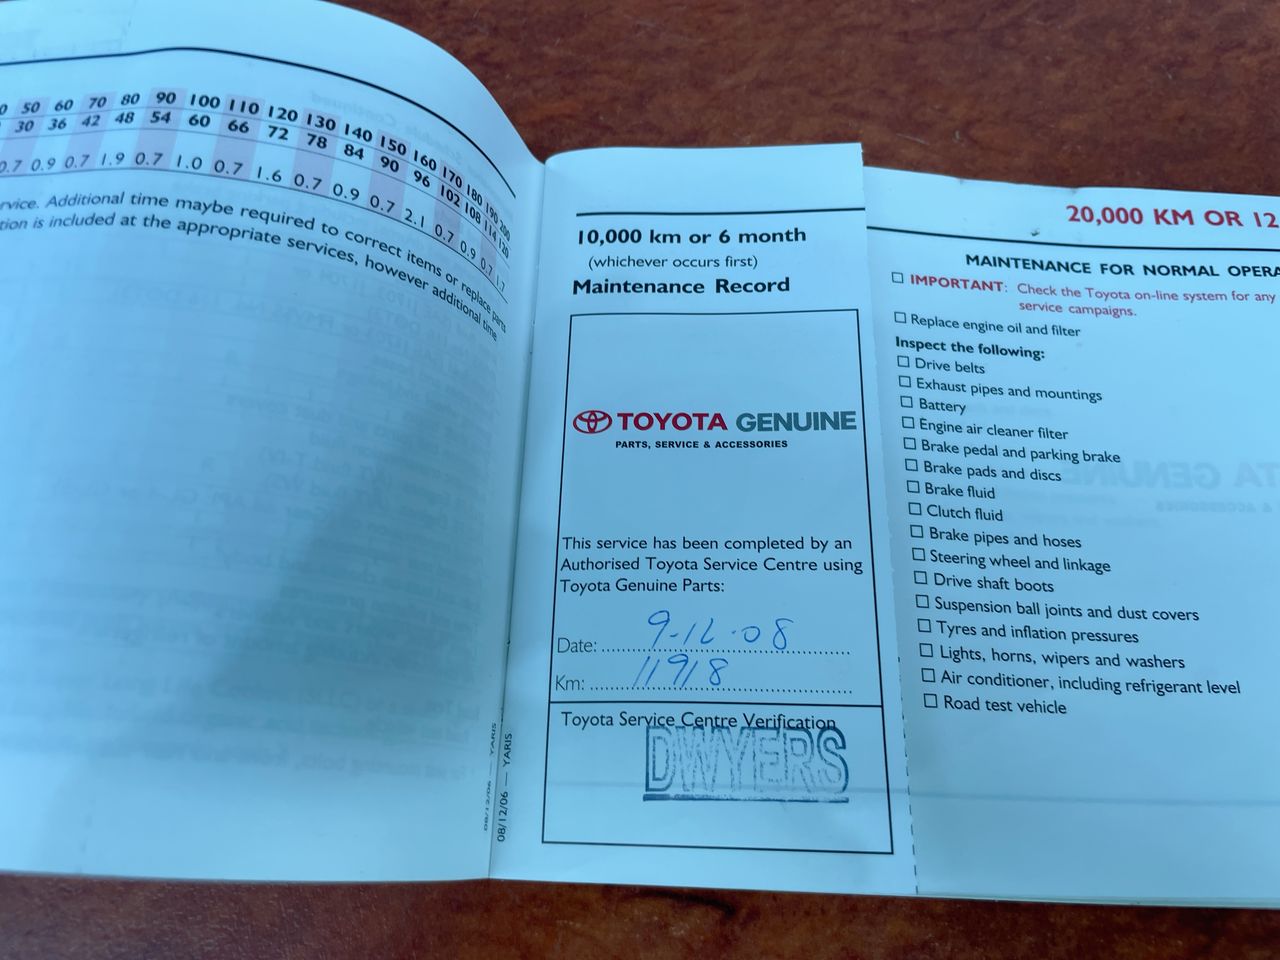 50 60 70 80 90 100 110 120 130 140 150 160 170 180 190 200
30 36 42 48 54 60 66 72 78 84 90 96 102 108 114 120
0.7 0.9 0.7 1.9 0.7 1.0 0.7 1.6 0.7 0.9 0.7 2.1 0.7 0.9 0.7 1.7
rvice. Additional time maybe required to correct items or replace parts
tion is included at the appropriate services, however additional time
08/12/06 — YARIS
10,000 km or 6 month
(whichever occurs first)
Maintenance Record
TOYOTA GENUINE
PARTS, SERVICE & ACCESSORIES
This service has been completed by an
Authorised Toyota Service Centre using
Toyota Genuine Parts:
Date: 9-12-08
Km: 11918
Toyota Service Centre Verification
DWYERS
20,000 KM OR 12
MAINTENANCE FOR NORMAL OPERA
IMPORTANT: Check the Toyota on-line system for any
service campaigns.
Replace engine oil and filter
Inspect the following:
Drive belts
Exhaust pipes and mountings
Battery
Engine air cleaner filter
Brake pedal and parking brake
Brake pads and discs
Brake fluid
Clutch fluid
Brake pipes and hoses
Steering wheel and linkage
Drive shaft boots
Suspension ball joints and dust covers
Tyres and inflation pressures
Lights, horns, wipers and washers
Air conditioner, including refrigerant level
Road test vehicle